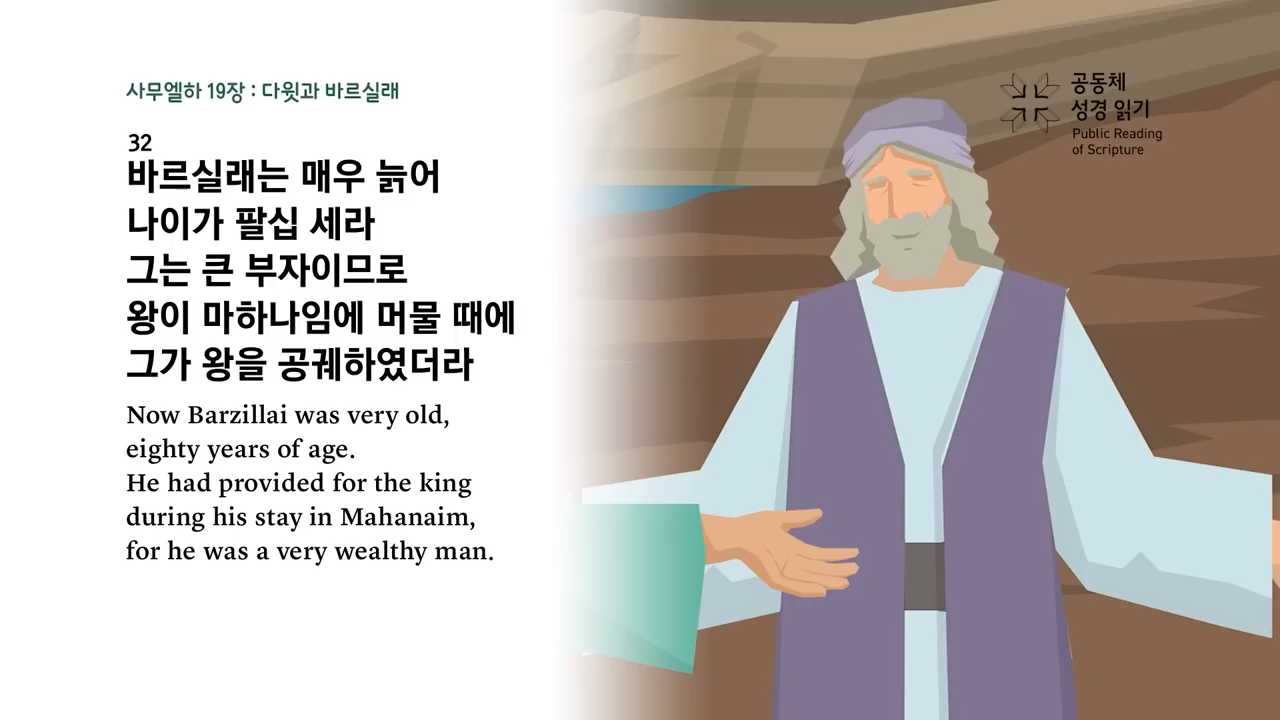 사무엘하 19장 : 다윗과 바르실래
32
바르실래는 매우 늙어
나이가 팔십 세라
그는 큰 부자이므로
왕이 마하나임에 머물 때에
그가 왕을 공궤하였더라
Now Barzillai was very old,
eighty years of age.
He had provided for the king
during his stay in Mahanaim,
for he was a very wealthy man.
공동체
성경 읽기
Public Reading
of Scripture